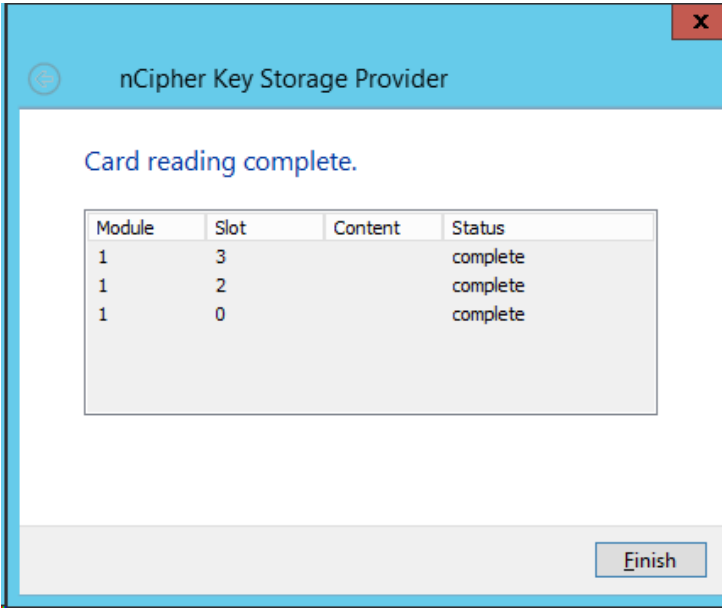 x
nCipher Key Storage Provider
Card reading complete.
Module Slot Content Status
1 3 complete
1 2 complete
1 0 complete
Finish